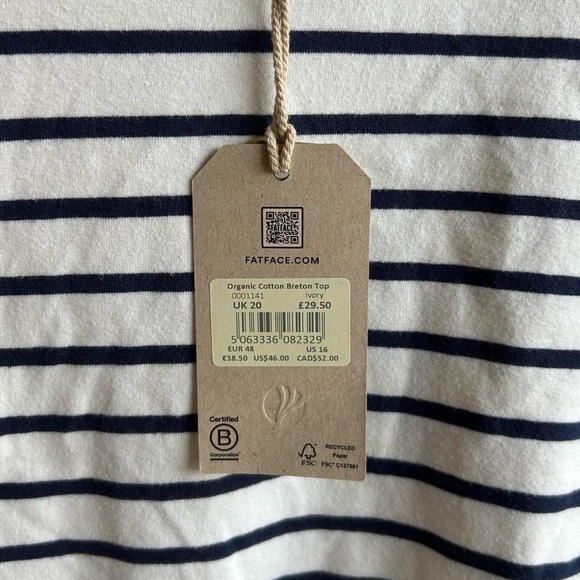 FATFACE
FATFACE.COM
Organic Cotton Breton Top
0001141 Ivory
UK 20 £29.50
5 063336 082329
EUR 48 US 16
€38.50 US$46.00 CAD$52.00
Certified
B
Corporation
FSC
RECYCLED
Paper
FSC® C137891